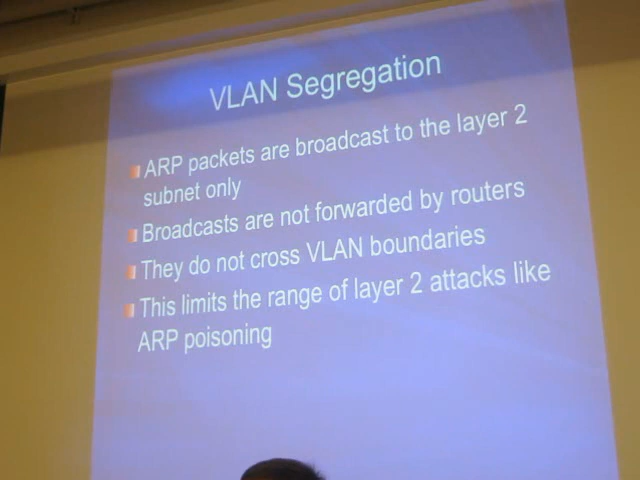 VLAN Segregation
ARP packets are broadcast to the layer 2
subnet only
Broadcasts are not forwarded by routers
They do not cross VLAN boundaries
This limits the range of layer 2 attacks like
ARP poisoning